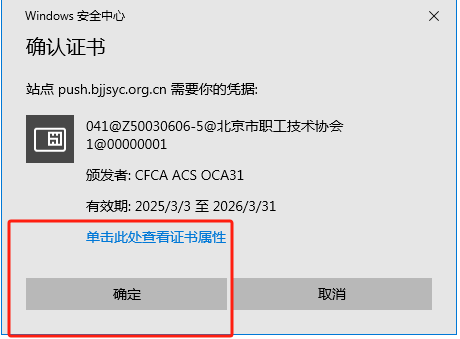 Windows 安全中心
确认证书
站点 push.bjjsyc.org.cn 需要你的凭据:
041@Z50030606-5@北京市职工技术协会
1@00000001
颁发者: CFCA ACS OCA31
有效期: 2025/3/3 至 2026/3/31
单击此处查看证书属性
确定
取消